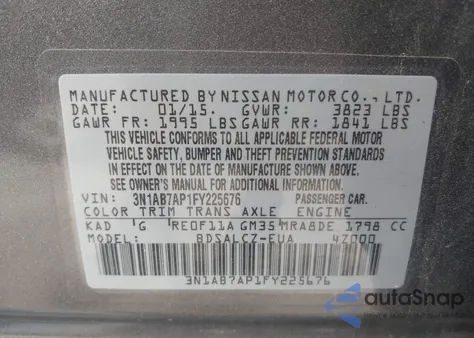 MANUFACTURED BY NISSAN MOTOR CO., LTD.
DATE: 01/15. GVWR: 3823 LBS
GAWR FR: 1995 LBS GAWR RR: 1841 LBS
THIS VEHICLE CONFORMS TO ALL APPLICABLE FEDERAL MOTOR
VEHICLE SAFETY, BUMPER AND THEFT PREVENTION STANDARDS
IN EFFECT ON THE DATE OF MANUFACTURE SHOWN ABOVE.
SEE OWNER'S MANUAL FOR ADDITIONAL INFORMATION
VIN: 3N1AB7AP1FY225676 PASSENGER CAR.
COLOR TRIM TRANS AXLE ENGINE
KAD G RE0F11A GM35 MRA8DE 1798 CC
MODEL: BDSALCZ-EUA 4Z000
3N1AB7AP1FY225676
autoSnap